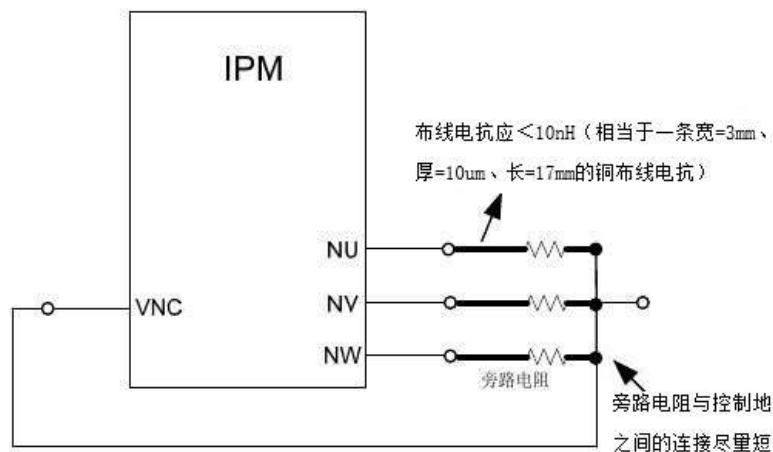 IPM
布线电抗应＜10nH（相当于一条宽=3mm、
厚=10um、长=17mm的铜布线电抗）
NU
VNC
NV
NW
旁路电阻
旁路电阻与控制地
之间的连接尽量短